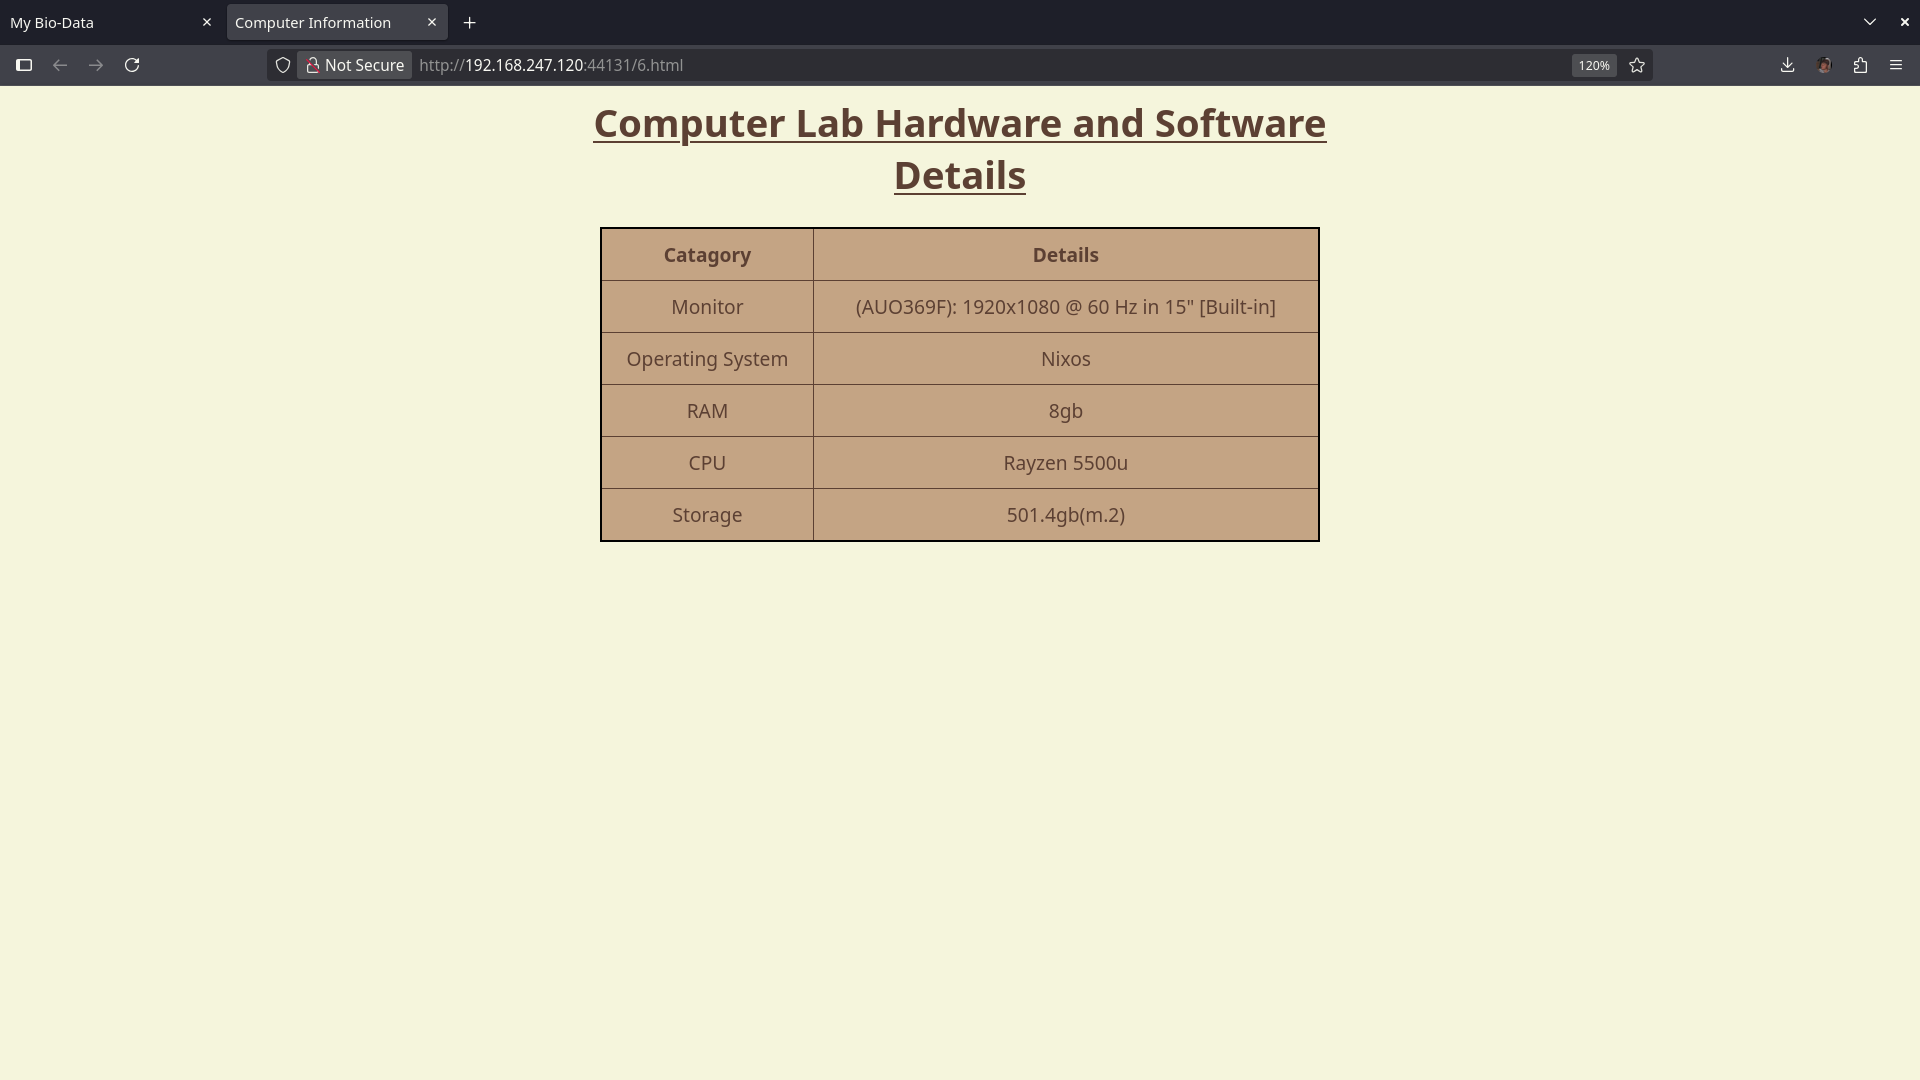 My Bio-Data
Computer Information
Not Secure
http://192.168.247.120:44131/6.html
120%
Computer Lab Hardware and Software
Details
Catagory Details
Monitor (AUO369F): 1920x1080 @ 60 Hz in 15" [Built-in]
Operating System Nixos
RAM 8gb
CPU Rayzen 5500u
Storage 501.4gb(m.2)